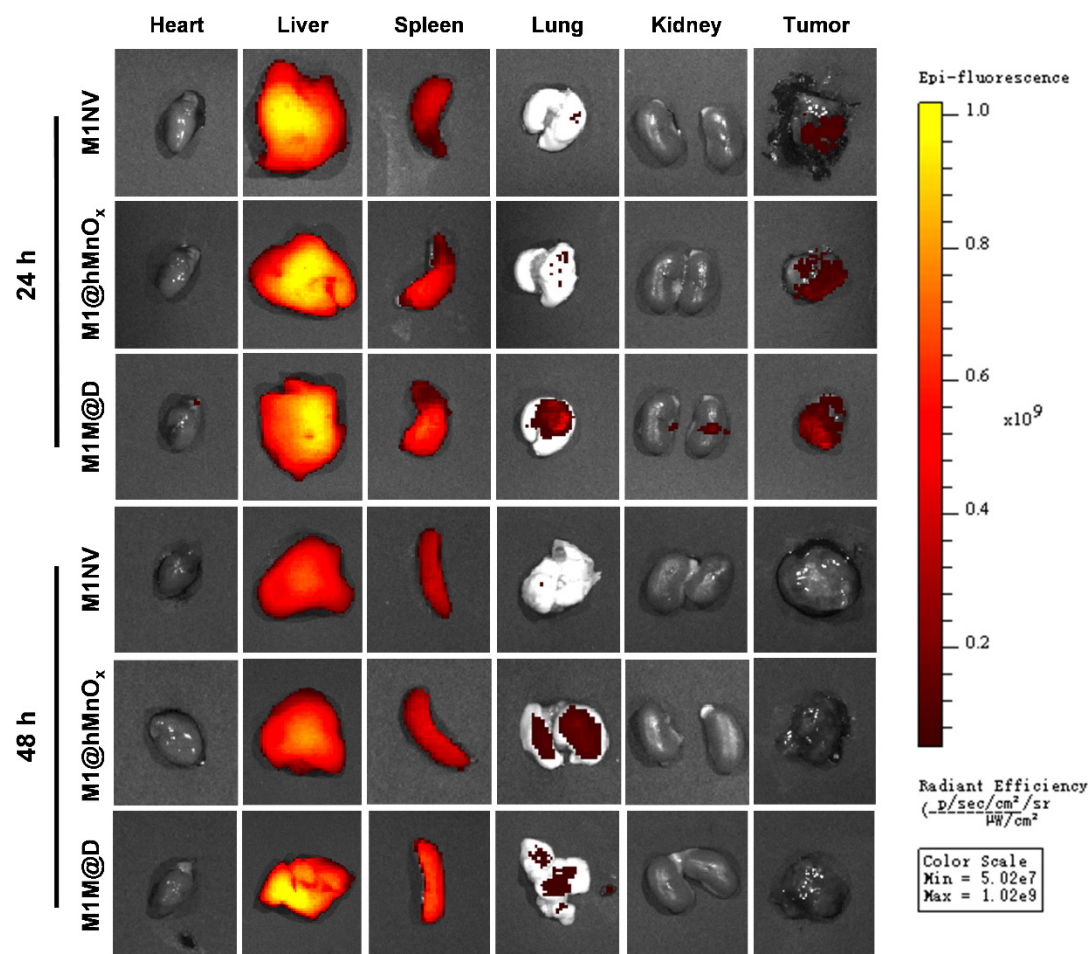 Heart Liver Spleen Lung Kidney Tumor
24 h
M1NV
M1@hMnOx
M1M@D
48 h
M1NV
M1@hMnOx
M1M@D
Epi-fluorescence
1.0
0.8
0.6
x10⁹
0.4
0.2
Radiant Efficiency
(p/sec/cm²/sr
µW/cm²
Color Scale
Min = 5.02e7
Max = 1.02e9